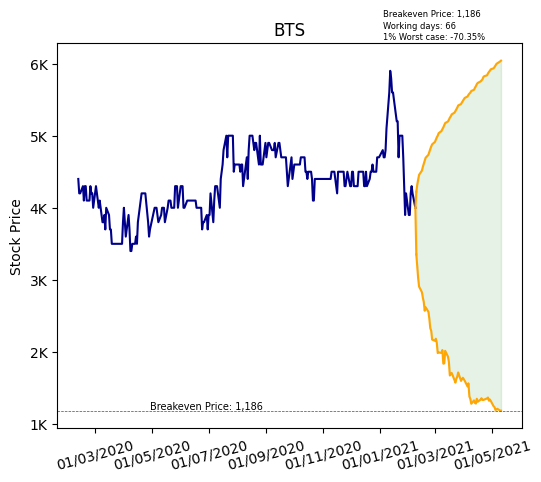 Breakeven Price: 1,186
Working days: 66
1% Worst case: -70.35%
BTS
6K
5K
4K
3K
2K
1K
Stock Price
Breakeven Price: 1,186
01/03/2020
01/05/2020
01/07/2020
01/09/2020
01/11/2020
01/01/2021
01/03/2021
01/05/2021